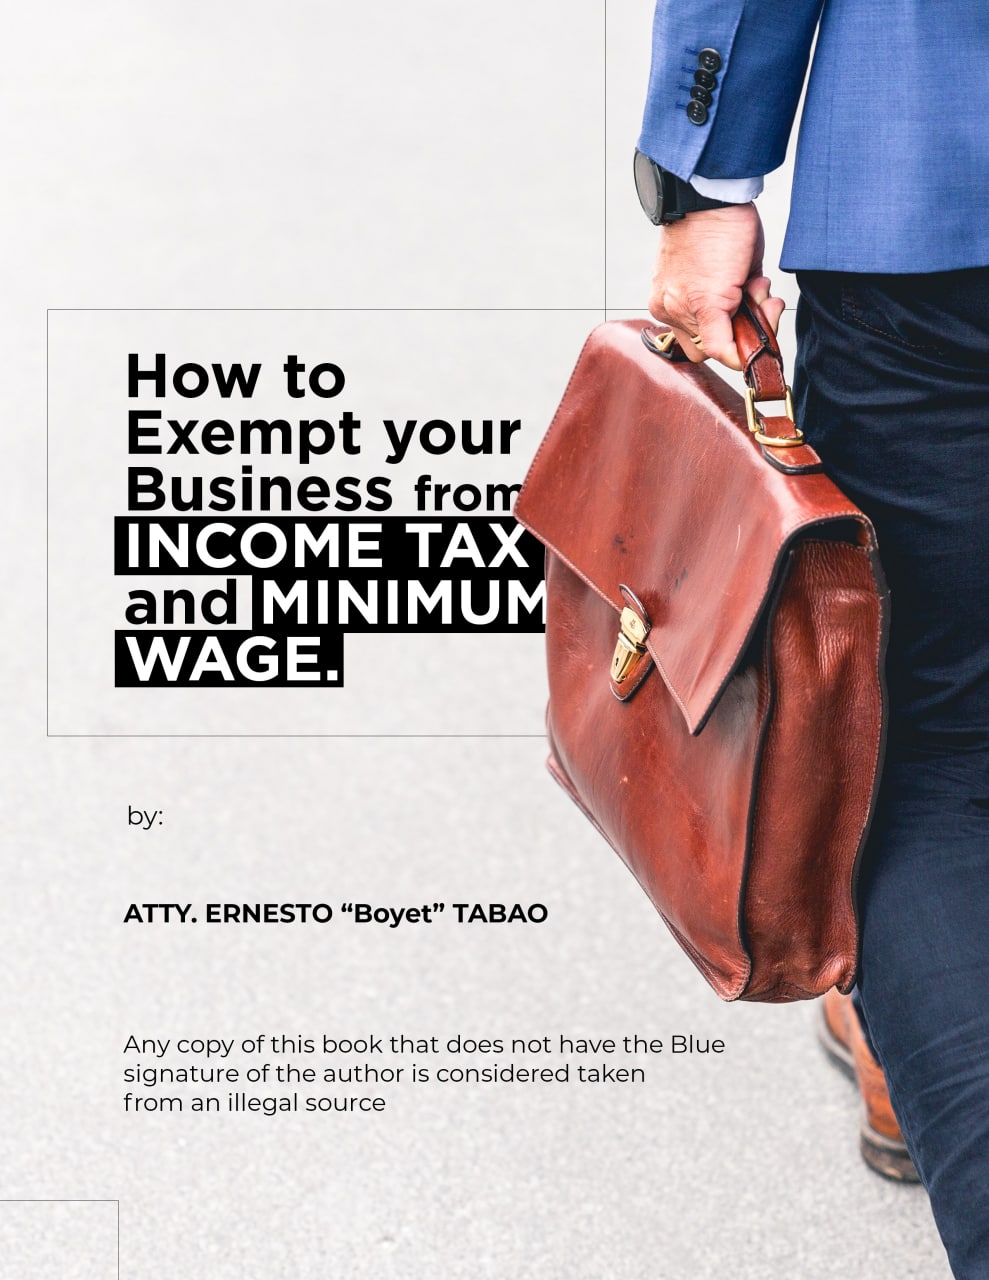 How to
Exempt your
Business from
INCOME TAX
and MINIMUM
WAGE.
by:
ATTY. ERNESTO “Boyet” TABAO
Any copy of this book that does not have the Blue
signature of the author is considered taken
from an illegal source